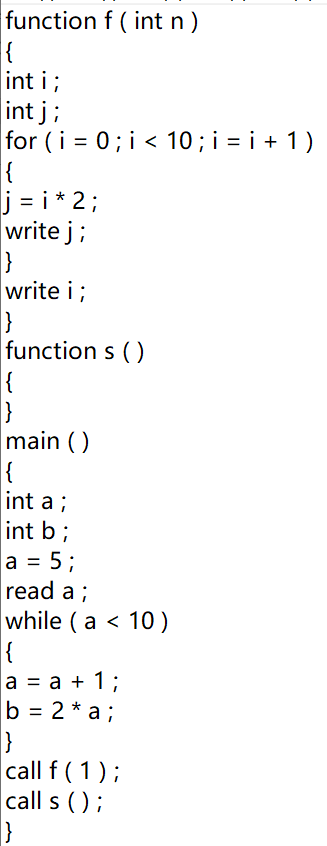 function f ( int n )
{
int i ;
int j ;
for ( i = 0 ; i < 10 ; i = i + 1 )
{
j = i * 2 ;
write j ;
}
write i ;
}
function s ( )
{
}
main ( )
{
int a ;
int b ;
a = 5 ;
read a ;
while ( a < 10 )
{
a = a + 1 ;
b = 2 * a ;
}
call f ( 1 ) ;
call s ( ) ;
}